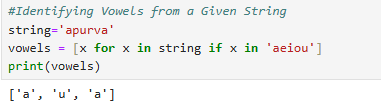 #Identifying Vowels from a Given String
string='apurva'
vowels = [x for x in string if x in 'aeiou']
print(vowels)
['a', 'u', 'a']